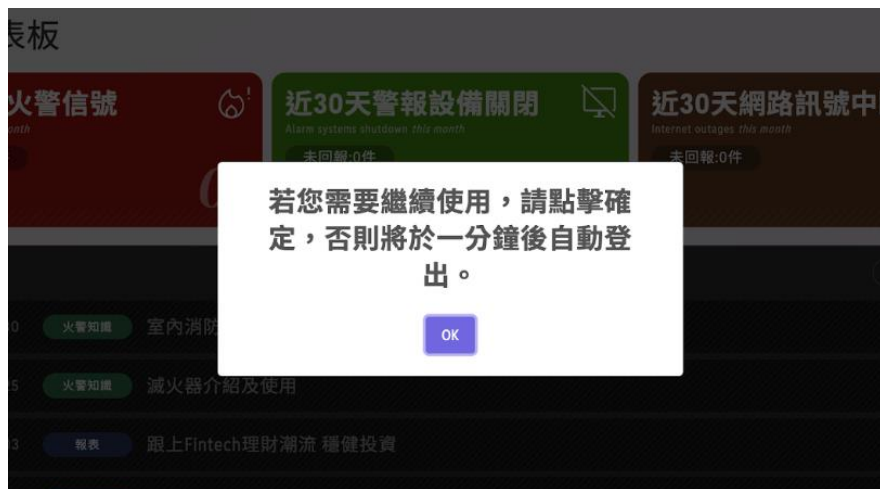 表板
火警信號
近30天警報設備關閉
Alarm systems shutdown this month
未回報:0件
近30天網路訊號中
Internet outages this month
未回報:0件
若您需要繼續使用，請點擊確
定，否則將於一分鐘後自動登
出。
OK
火警知識 室內消防
火警知識 滅火器介紹及使用
報表 跟上Fintech理財潮流 穩健投資